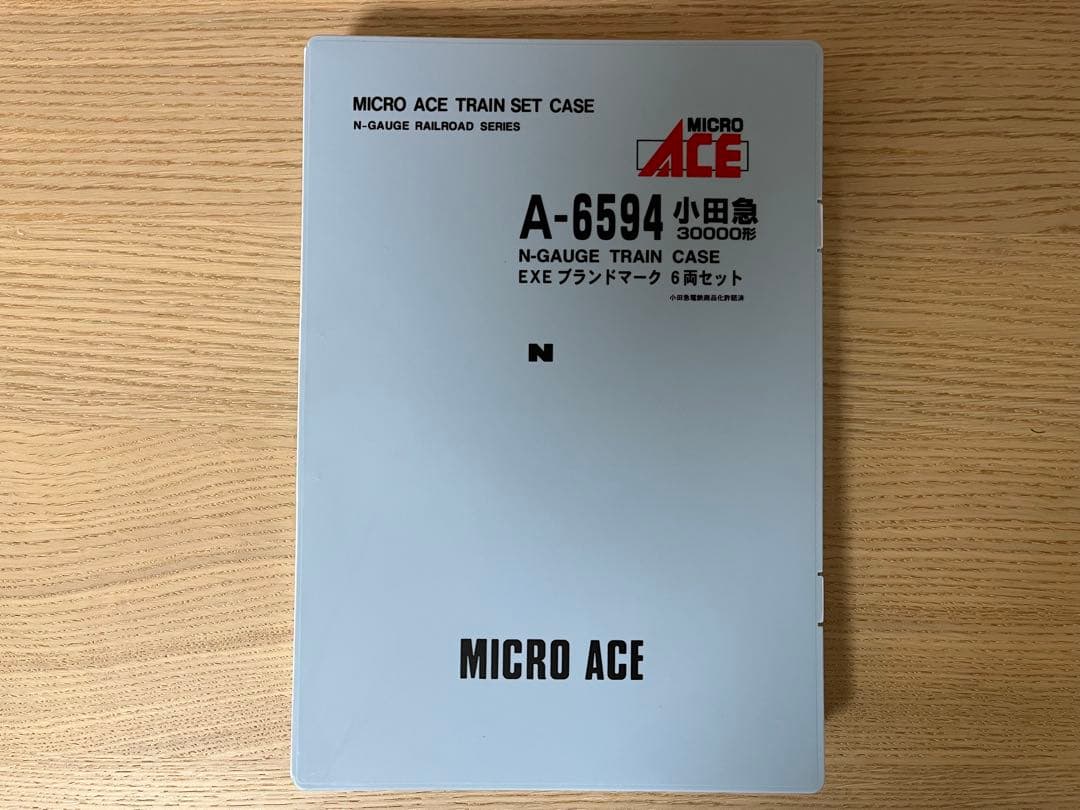 MICRO ACE TRAIN SET CASE
N-GAUGE RAILROAD SERIES
MICRO
ACE
A-6594 小田急
30000形
N-GAUGE TRAIN CASE
EXE ブランドマーク 6両セット
小田急電鉄商品化許諾済
N
MICRO ACE